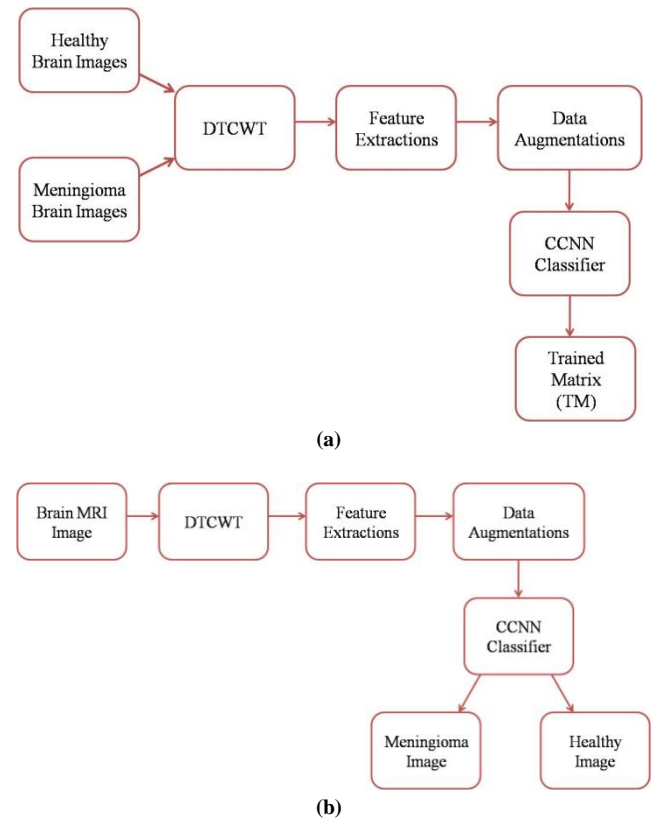 Healthy
Brain Images
Meningioma
Brain Images
DTCWT
Feature
Extractions
Data
Augmentations
CCNN
Classifier
Trained
Matrix
(TM)
(a)
Brain MRI
Image
DTCWT
Feature
Extractions
Data
Augmentations
CCNN
Classifier
Meningioma
Image
Healthy
Image
(b)